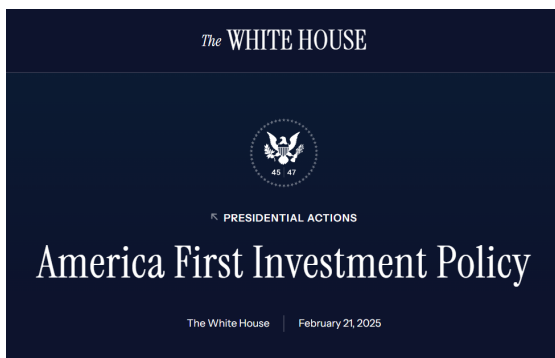 The WHITE HOUSE
45 | 47
PRESIDENTIAL ACTIONS
America First Investment Policy
The White House | February 21, 2025